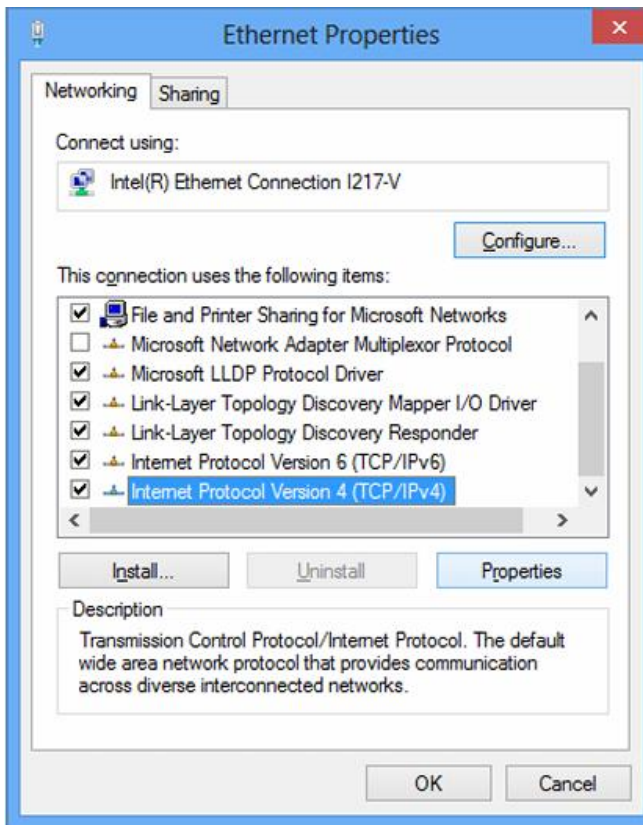 Ethernet Properties
Networking
Sharing
Connect using:
Intel(R) Ethernet Connection I217-V
Configure...
This connection uses the following items:
File and Printer Sharing for Microsoft Networks
Microsoft Network Adapter Multiplexor Protocol
Microsoft LLDP Protocol Driver
Link-Layer Topology Discovery Mapper I/O Driver
Link-Layer Topology Discovery Responder
Internet Protocol Version 6 (TCP/IPv6)
Internet Protocol Version 4 (TCP/IPv4)
Install...
Uninstall
Properties
Description
Transmission Control Protocol/Internet Protocol. The default
wide area network protocol that provides communication
across diverse interconnected networks.
OK
Cancel